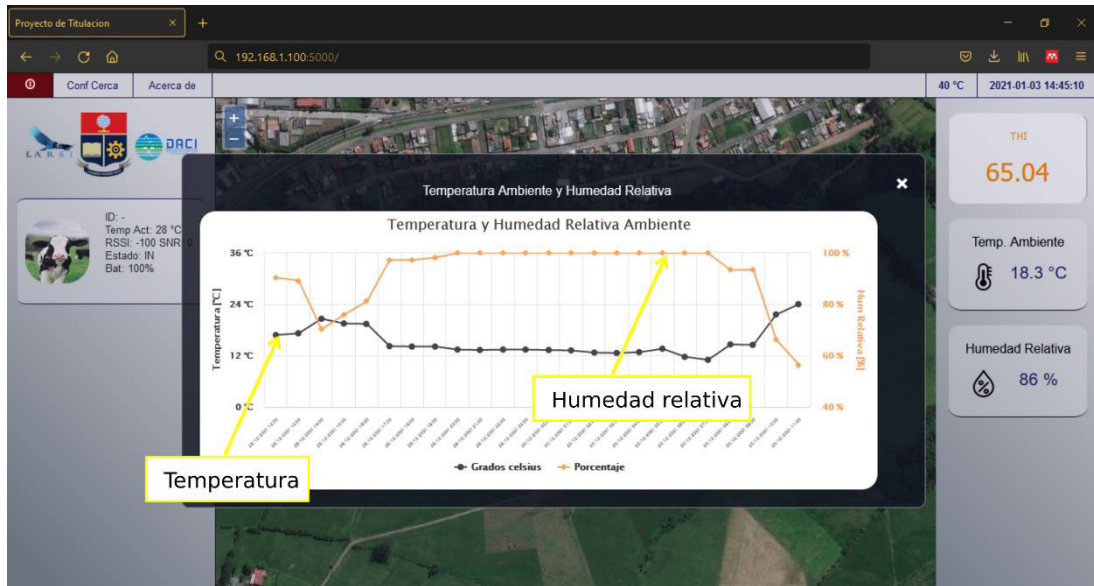 Proyecto de Titulacion
192.168.1.100:5000/
Conf Cerca
Acerca de
40 °C
2021-01-03 14:45:10
LARSI
DACI
ID: -
Temp Act: 28 °C
RSSI: -100 SNR: 0
Estado: IN
Bat: 100%
+
−
Temperatura Ambiente y Humedad Relativa
Temperatura y Humedad Relativa Ambiente
Temperatura [°C]
36 °C
24 °C
12 °C
0 °C
100 %
80 %
60 %
40 %
Hum Relativa [%]
Grados celsius
Porcentaje
Temperatura
Humedad relativa
THI
65.04
Temp. Ambiente
18.3 °C
Humedad Relativa
86 %